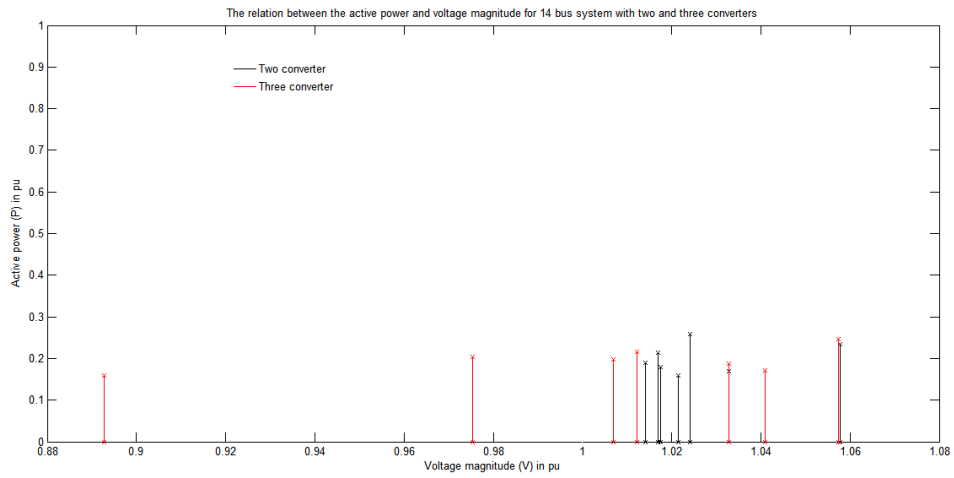 The relation between the active power and voltage magnitude for 14 bus system with two and three converters
1
0.9
0.8
0.7
0.6
0.5
0.4
0.3
0.2
0.1
0
Active power (P) in pu
Two converter
Three converter
0.88 0.9 0.92 0.94 0.96 0.98 1 1.02 1.04 1.06 1.08
Voltage magnitude (V) in pu